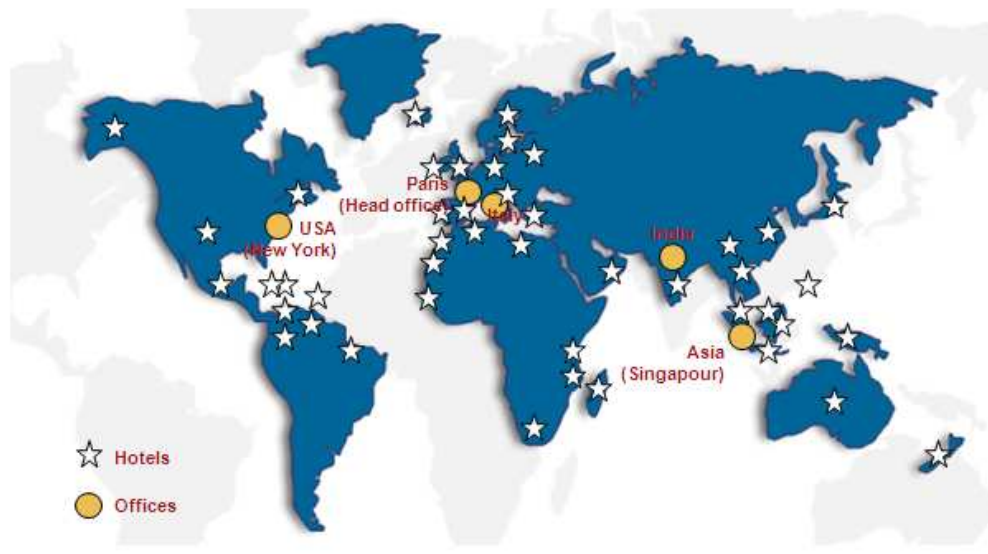 Paris
(Head office)
Italy
USA
(New York)
India
Asia
(Singapour)
Hotels
Offices